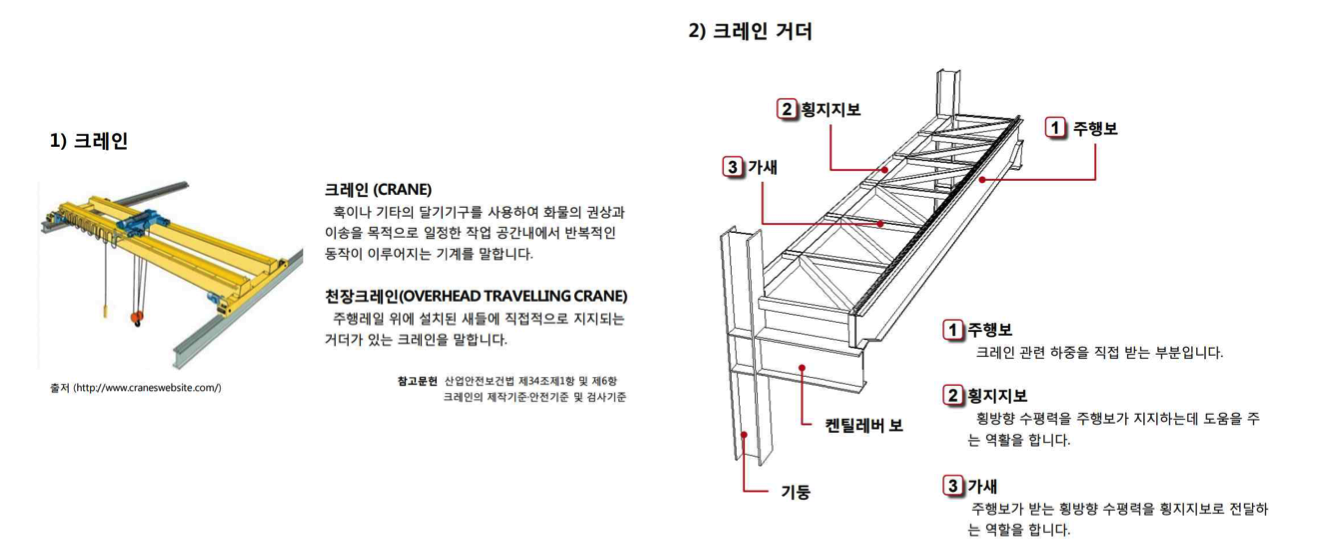 1) 크레인
크레인 (CRANE)
훅이나 기타의 달기기구를 사용하여 화물의 권상과
이송을 목적으로 일정한 작업 공간내에서 반복적인
동작이 이루어지는 기계를 말합니다.
천장크레인(OVERHEAD TRAVELLING CRANE)
주행레일 위에 설치된 새들에 직접적으로 지지되는
거더가 있는 크레인을 말합니다.
출저 (http://www.craneswebsite.com/)
참고문헌 산업안전보건법 제34조제1항 및 제6항
크레인의 제작기준·안전기준 및 검사기준
2) 크레인 거더
2 횡지지보
1 주행보
3 가새
켄틸레버 보
기둥
1 주행보
크레인 관련 하중을 직접 받는 부분입니다.
2 횡지지보
횡방향 수평력을 주행보가 지지하는데 도움을 주
는 역활을 합니다.
3 가새
주행보가 받는 횡방향 수평력을 횡지지보로 전달하
는 역할을 합니다.